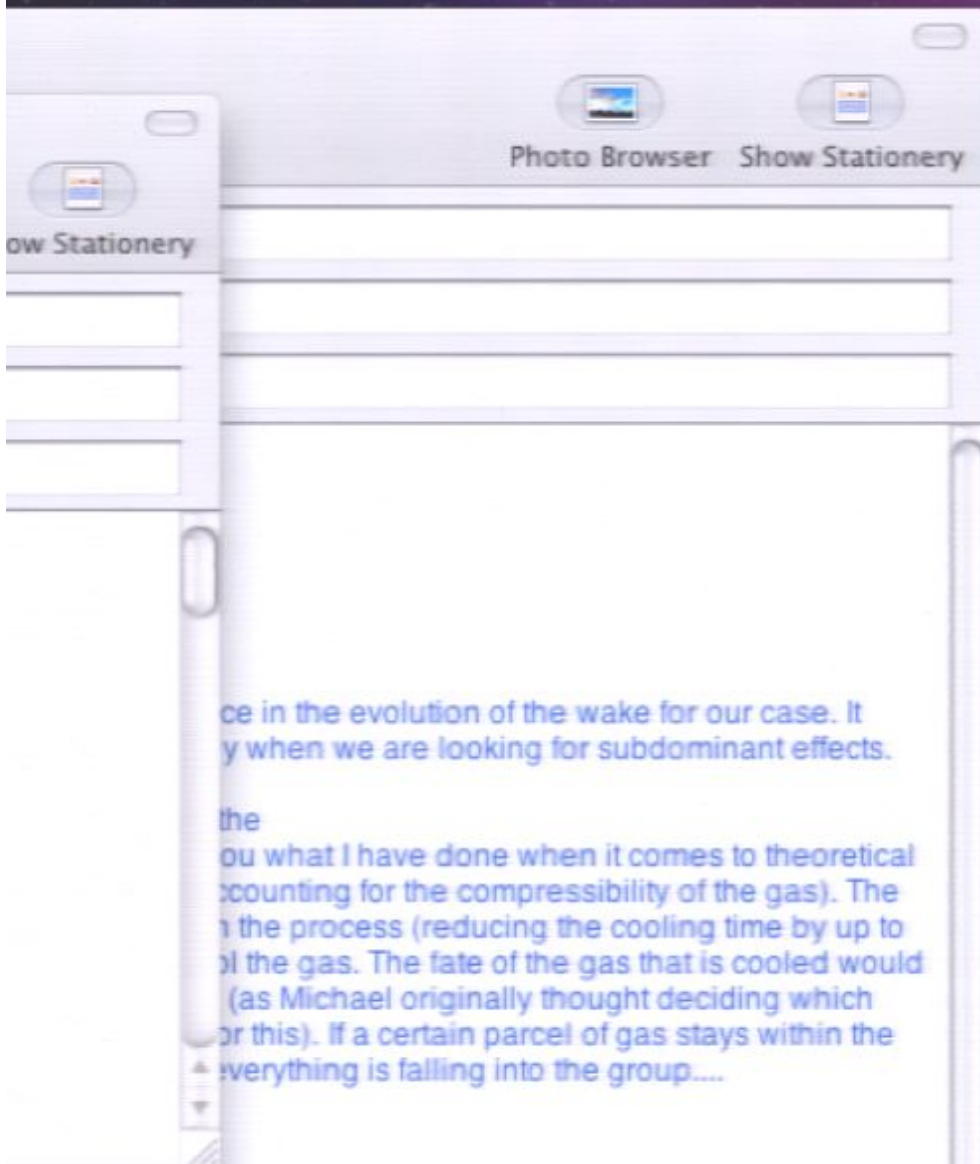 Photo Browser Show Stationery
ow Stationery
ce in the evolution of the wake for our case. It
y when we are looking for subdominant effects.
the
ou what I have done when it comes to theoretical
ccounting for the compressibility of the gas). The
n the process (reducing the cooling time by up to
ol the gas. The fate of the gas that is cooled would
(as Michael originally thought deciding which
or this). If a certain parcel of gas stays within the
everything is falling into the group....